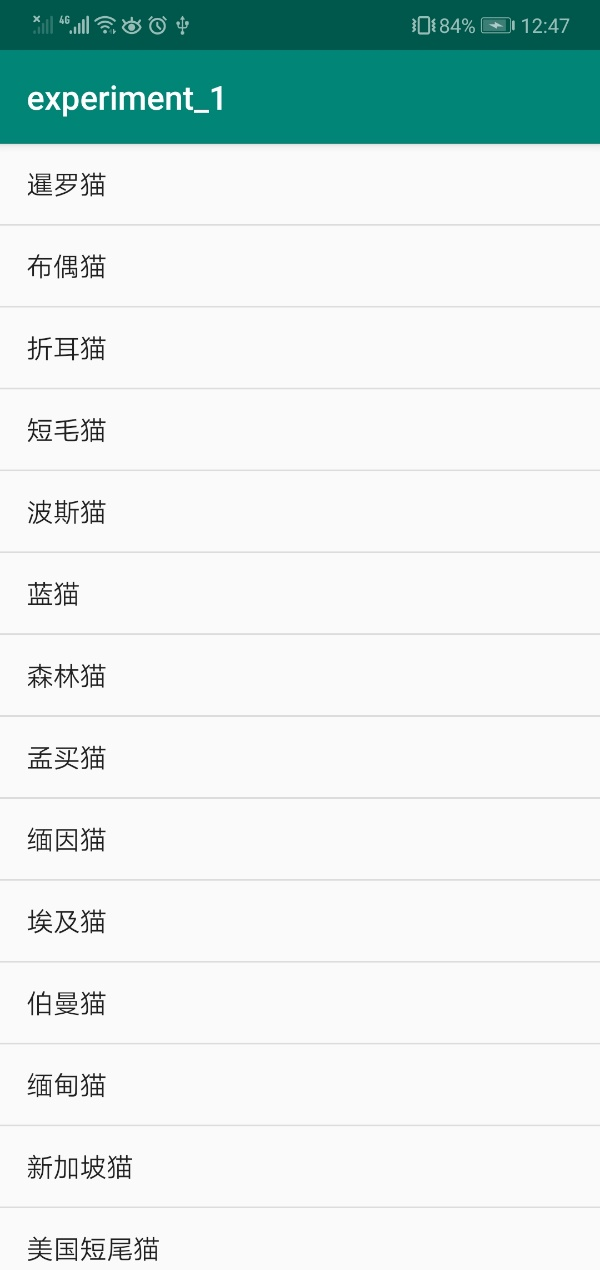 4G 84% 12:47
experiment_1
暹罗猫
布偶猫
折耳猫
短毛猫
波斯猫
蓝猫
森林猫
孟买猫
缅因猫
埃及猫
伯曼猫
缅甸猫
新加坡猫
美国短尾猫